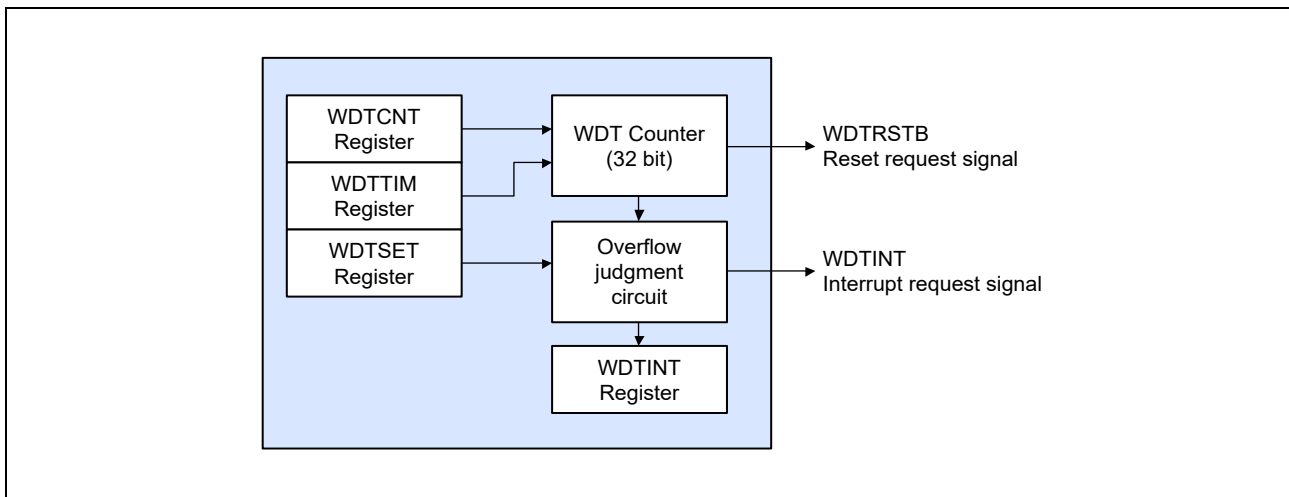 WDTCNT
Register
WDTTIM
Register
WDTSET
Register
WDT Counter
(32 bit)
Overflow
judgment
circuit
WDTINT
Register
WDTRSTB
Reset request signal
WDTINT
Interrupt request signal